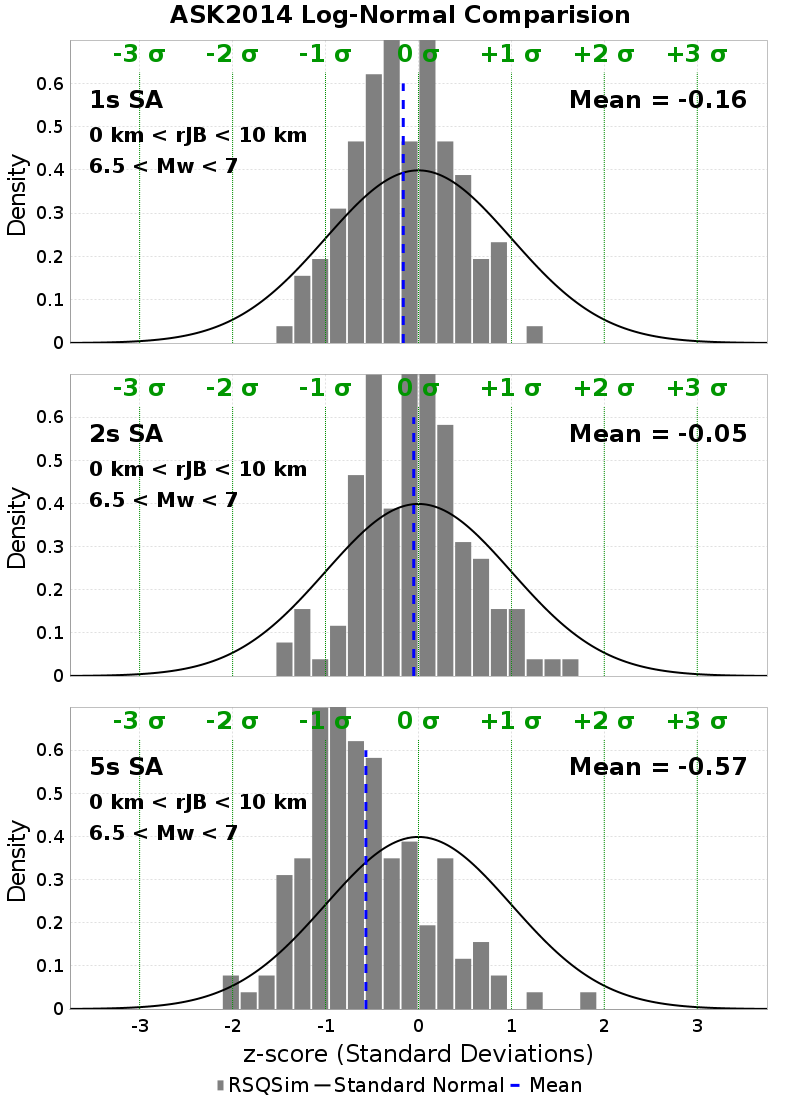 ASK2014 Log-Normal Comparision
-3 σ -2 σ -1 σ 0 σ +1 σ +2 σ +3 σ
1s SA Mean = -0.16
0 km < rJB < 10 km
6.5 < Mw < 7
Density
0.6
0.5
0.4
0.3
0.2
0.1
0
-3 σ -2 σ -1 σ 0 σ +1 σ +2 σ +3 σ
2s SA Mean = -0.05
0 km < rJB < 10 km
6.5 < Mw < 7
Density
0.6
0.5
0.4
0.3
0.2
0.1
0
-3 σ -2 σ -1 σ 0 σ +1 σ +2 σ +3 σ
5s SA Mean = -0.57
0 km < rJB < 10 km
6.5 < Mw < 7
Density
0.6
0.5
0.4
0.3
0.2
0.1
0
-3 -2 -1 0 1 2 3
z-score (Standard Deviations)
RSQSim Standard Normal Mean